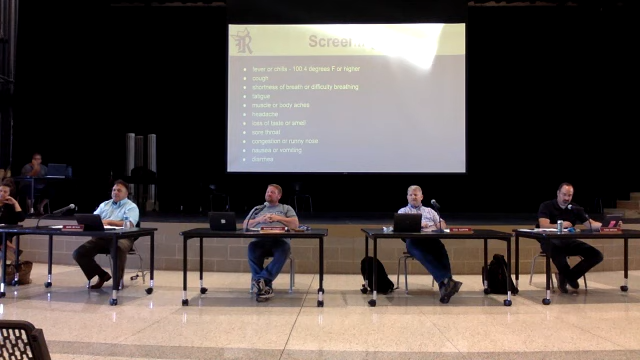 R
Screening
fever or chills - 100.4 degrees F or higher
cough
shortness of breath or difficulty breathing
fatigue
muscle or body aches
headache
loss of taste or smell
sore throat
congestion or runny nose
nausea or vomiting
diarrhea